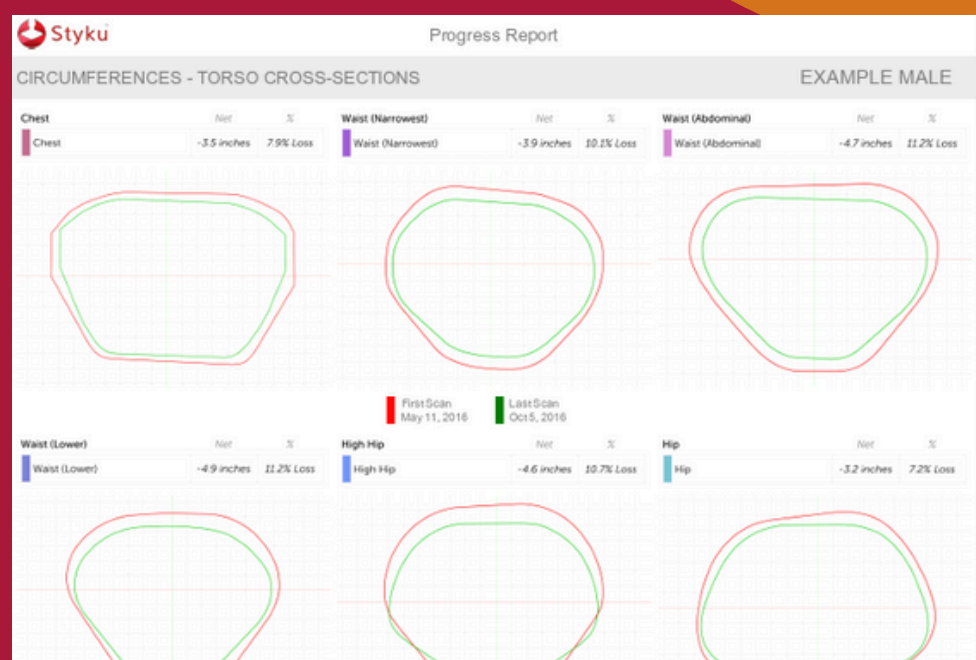 Styku
Progress Report
CIRCUMFERENCES - TORSO CROSS-SECTIONS EXAMPLE MALE
Chest Net % Waist (Narrowest) Net % Waist (Abdominal) Net %
Chest -3.5 inches 7.9% Loss Waist (Narrowest) -3.9 inches 10.1% Loss Waist (Abdominal) -4.7 inches 11.2% Loss
First Scan Last Scan
May 11, 2016 Oct 5, 2016
Waist (Lower) Net % High Hip Net % Hip Net %
Waist (Lower) -4.9 inches 11.2% Loss High Hip -4.6 inches 10.7% Loss Hip -3.2 inches 7.2% Loss